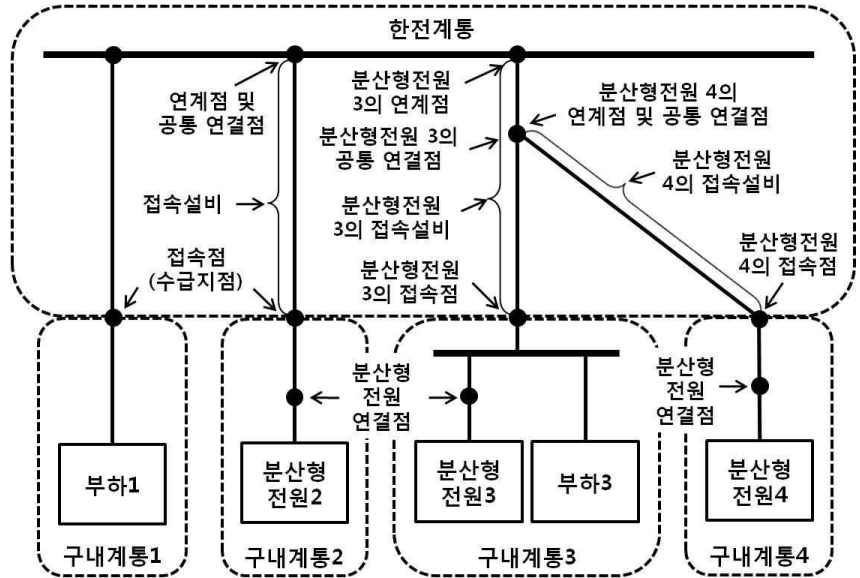 한전계통
연계점 및
공통 연결점
분산형전원
3의 연계점
분산형전원 3의
공통 연결점
분산형전원 4의
연계점 및 공통 연결점
분산형전원
4의 접속설비
접속설비
분산형전원
3의 접속설비
접속점
(수급지점)
분산형전원
3의 접속점
분산형전원
4의 접속점
분산형
전원
연결점
분산형
전원
연결점
부하1
분산형
전원2
분산형
전원3
부하3
분산형
전원4
구내계통1
구내계통2
구내계통3
구내계통4